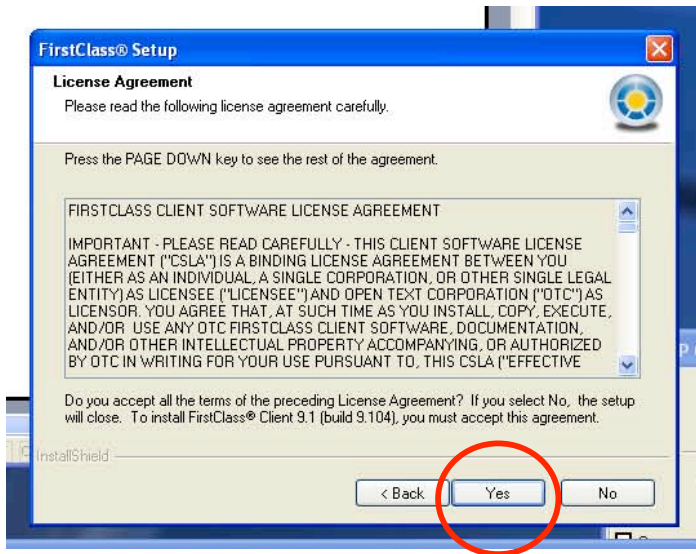 FirstClass® Setup
License Agreement
Please read the following license agreement carefully.
Press the PAGE DOWN key to see the rest of the agreement.
FIRSTCLASS CLIENT SOFTWARE LICENSE AGREEMENT
IMPORTANT - PLEASE READ CAREFULLY - THIS CLIENT SOFTWARE LICENSE
AGREEMENT ("CSLA") IS A BINDING LICENSE AGREEMENT BETWEEN YOU
(EITHER AS AN INDIVIDUAL, A SINGLE CORPORATION, OR OTHER SINGLE LEGAL
ENTITY) AS LICENSEE ("LICENSEE") AND OPEN TEXT CORPORATION ("OTC") AS
LICENSOR. YOU AGREE THAT, AT SUCH TIME AS YOU INSTALL, COPY, EXECUTE,
AND/OR USE ANY OTC FIRSTCLASS CLIENT SOFTWARE, DOCUMENTATION,
AND/OR OTHER INTELLECTUAL PROPERTY ACCOMPANYING, OR AUTHORIZED
BY OTC IN WRITING FOR YOUR USE PURSUANT TO, THIS CSLA ("EFFECTIVE
Do you accept all the terms of the preceding License Agreement? If you select No, the setup
will close. To install FirstClass® Client 9.1 (build 9.104), you must accept this agreement.
InstallShield
< Back Yes No